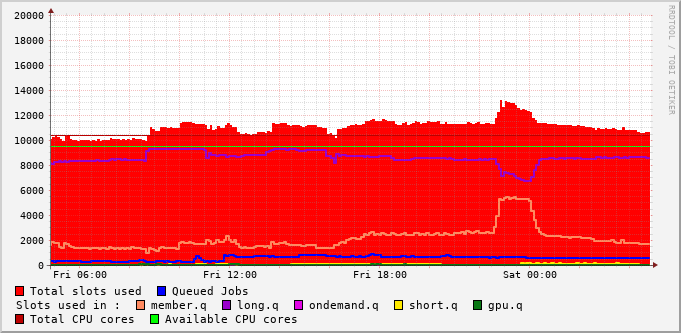 20000
18000
16000
14000
12000
10000
8000
6000
4000
2000
0
Fri 06:00 Fri 12:00 Fri 18:00 Sat 00:00
RRDTOOL / TOBI OETIKER
Total slots used Queued Jobs
Slots used in : member.q long.q ondemand.q short.q gpu.q
Total CPU cores Available CPU cores